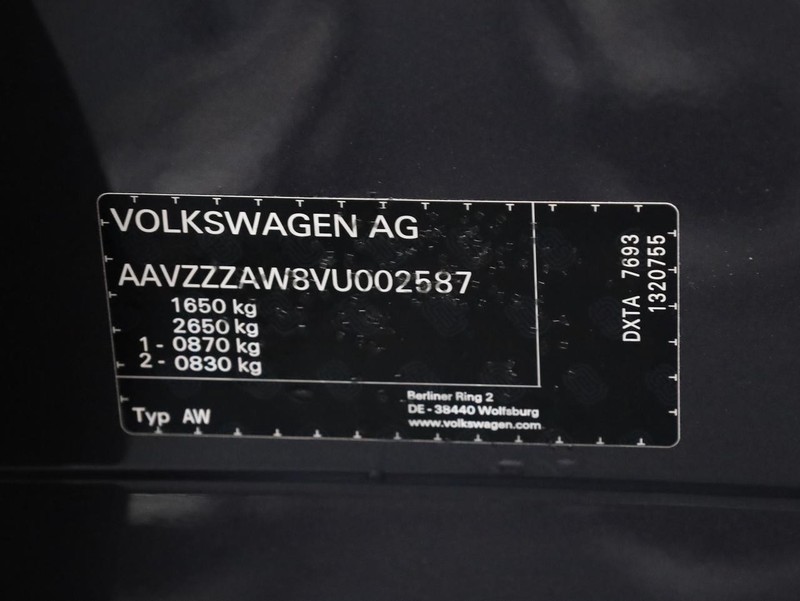 VOLKSWAGEN AG
AAVZZZAW8VU002587
1650 kg
2650 kg
1 - 0870 kg
2 - 0830 kg
Typ AW
Berliner Ring 2
DE - 38440 Wolfsburg
www.volkswagen.com
DXTA 7693
1320755